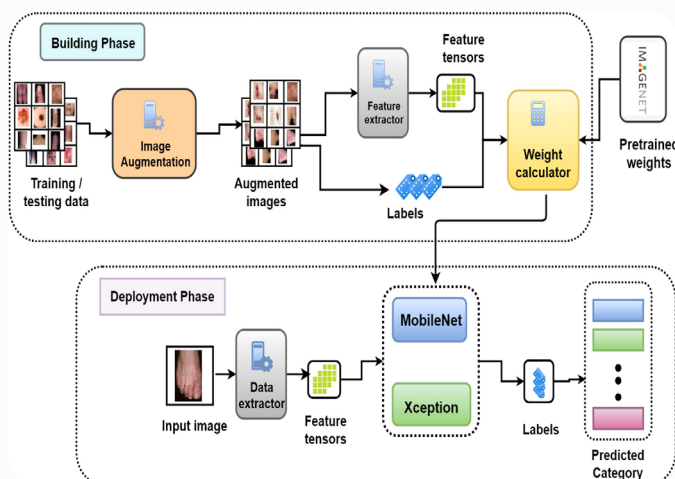 Building Phase
Training /
testing data
Image
Augmentation
Augmented
images
Feature
extractor
Feature
tensors
Labels
Weight
calculator
IMAGENET
Pretrained
weights
Deployment Phase
Input image
Data
extractor
Feature
tensors
MobileNet
Xception
Labels
Predicted
Category